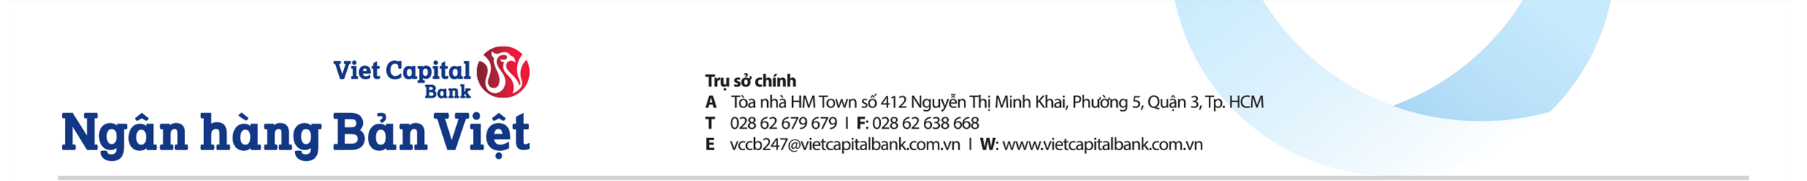 Viet Capital
Bank
Ngân hàng Bản Việt
Trụ sở chính
A Tòa nhà HM Town số 412 Nguyễn Thị Minh Khai, Phường 5, Quận 3, Tp. HCM
T 028 62 679 679 | F: 028 62 638 668
E vccb247@vietcapitalbank.com.vn | W: www.vietcapitalbank.com.vn